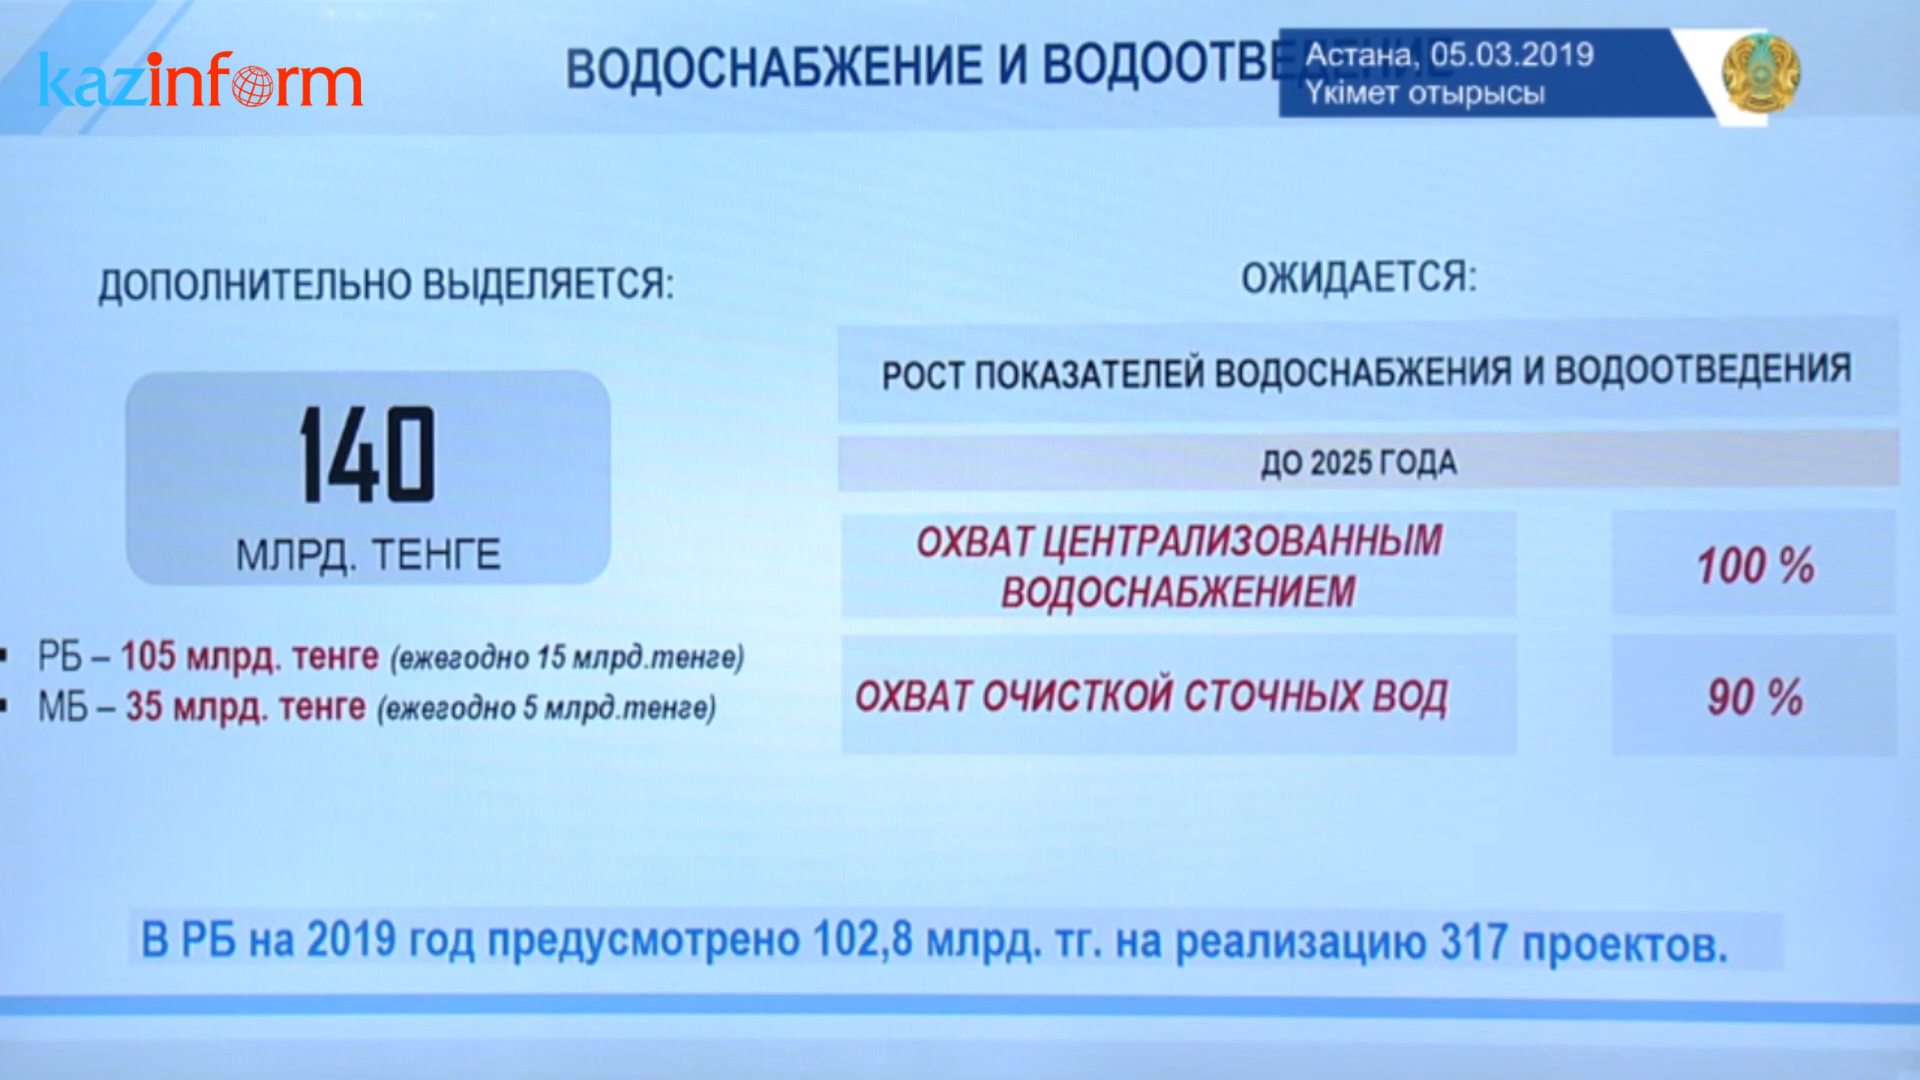 kazinform
ВОДОСНАБЖЕНИЕ И ВОДООТВЕДЕНИЕ
Астана, 05.03.2019
Үкімет отырысы
ДОПОЛНИТЕЛЬНО ВЫДЕЛЯЕТСЯ:
140
МЛРД. ТЕНГЕ
РБ – 105 млрд. тенге (ежегодно 15 млрд.тенге)
МБ – 35 млрд. тенге (ежегодно 5 млрд.тенге)
ОЖИДАЕТСЯ:
РОСТ ПОКАЗАТЕЛЕЙ ВОДОСНАБЖЕНИЯ И ВОДООТВЕДЕНИЯ
ДО 2025 ГОДА
ОХВАТ ЦЕНТРАЛИЗОВАННЫМ
ВОДОСНАБЖЕНИЕМ
100 %
ОХВАТ ОЧИСТКОЙ СТОЧНЫХ ВОД
90 %
В РБ на 2019 год предусмотрено 102,8 млрд. тг. на реализацию 317 проектов.